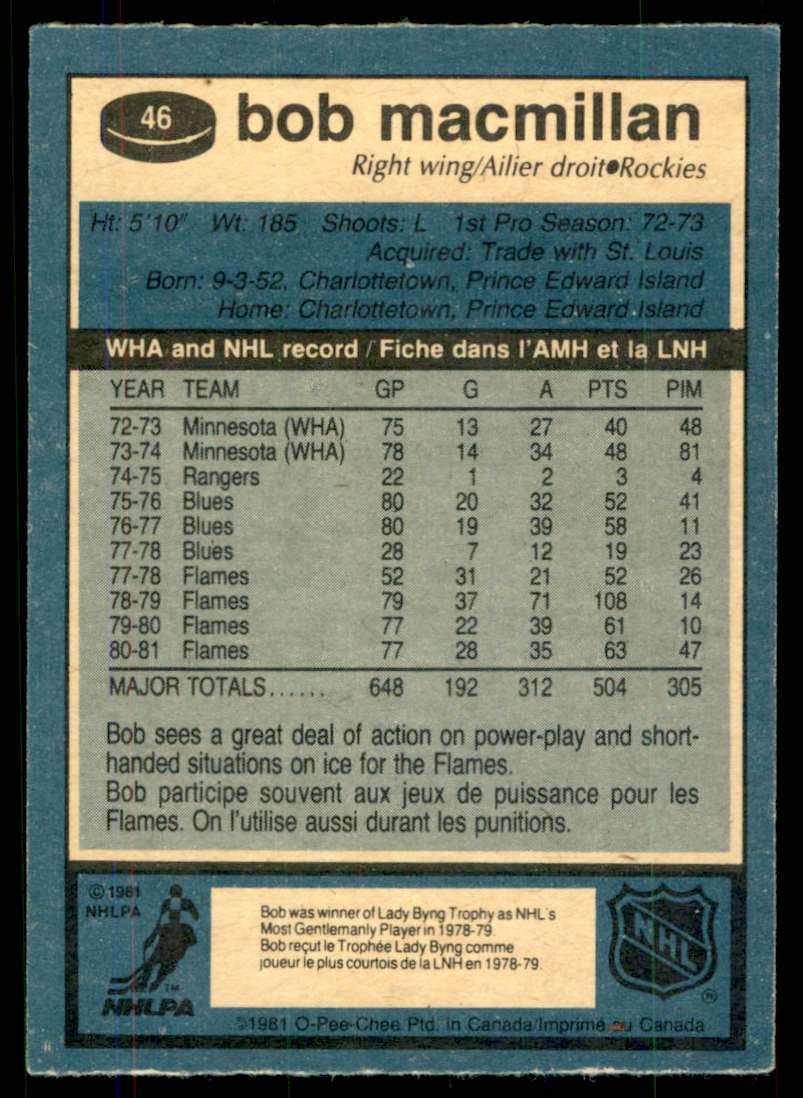 46
bob macmillan
Right wing/Ailier droit●Rockies
Ht: 5'10" Wt: 185 Shoots: L 1st Pro Season: 72-73
Acquired: Trade with St. Louis
Born: 9-3-52, Charlottetown, Prince Edward Island
Home: Charlottetown, Prince Edward Island
WHA and NHL record / Fiche dans l'AMH et la LNH
YEAR TEAM GP G A PTS PIM
72-73 Minnesota (WHA) 75 13 27 40 48
73-74 Minnesota (WHA) 78 14 34 48 81
74-75 Rangers 22 1 2 3 4
75-76 Blues 80 20 32 52 41
76-77 Blues 80 19 39 58 11
77-78 Blues 28 7 12 19 23
77-78 Flames 52 31 21 52 26
78-79 Flames 79 37 71 108 14
79-80 Flames 77 22 39 61 10
80-81 Flames 77 28 35 63 47
MAJOR TOTALS...... 648 192 312 504 305
Bob sees a great deal of action on power-play and short-
handed situations on ice for the Flames.
Bob participe souvent aux jeux de puissance pour les
Flames. On l'utilise aussi durant les punitions.
© 1981
NHLPA
TM
NHLPA
Bob was winner of Lady Byng Trophy as NHL's
Most Gentlemanly Player in 1978-79.
Bob reçut le Trophée Lady Byng comme
joueur le plus courtois de la LNH en 1978-79.
NHL
®
©1981 O-Pee-Chee Ptd. in Canada/Imprimé au Canada